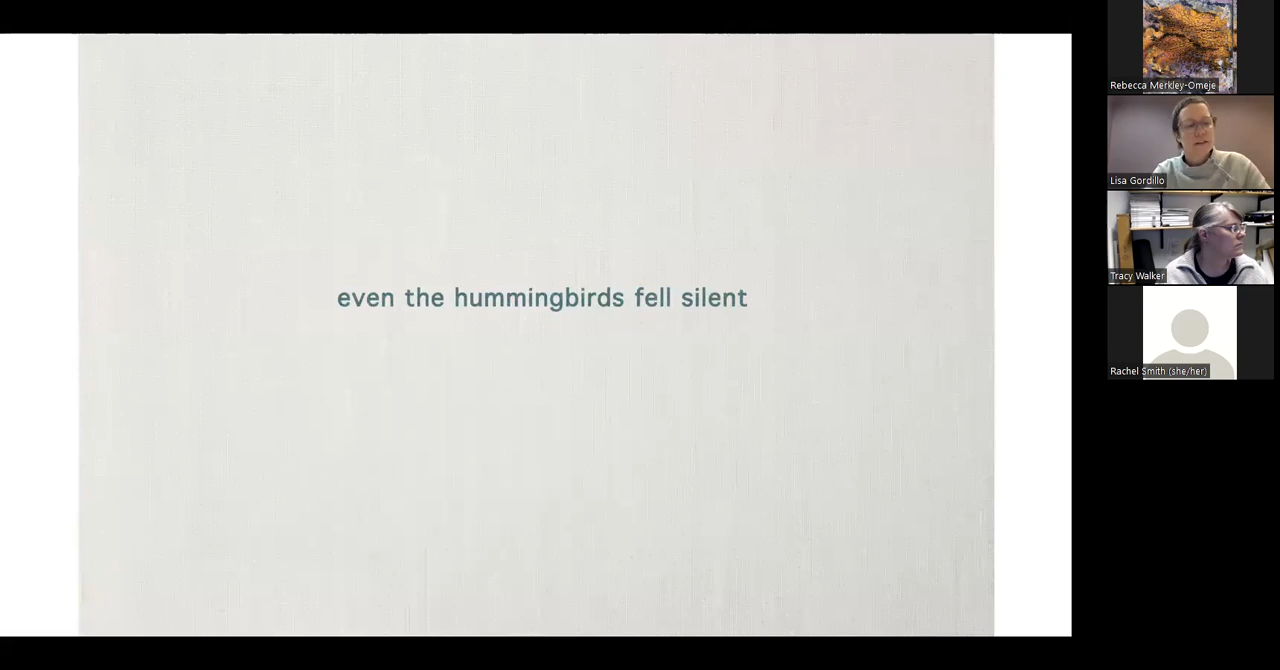 even the hummingbirds fell silent
Rebecca Merkley-Omeje
Lisa Gordillo
Tracy Walker
Rachel Smith (she/her)